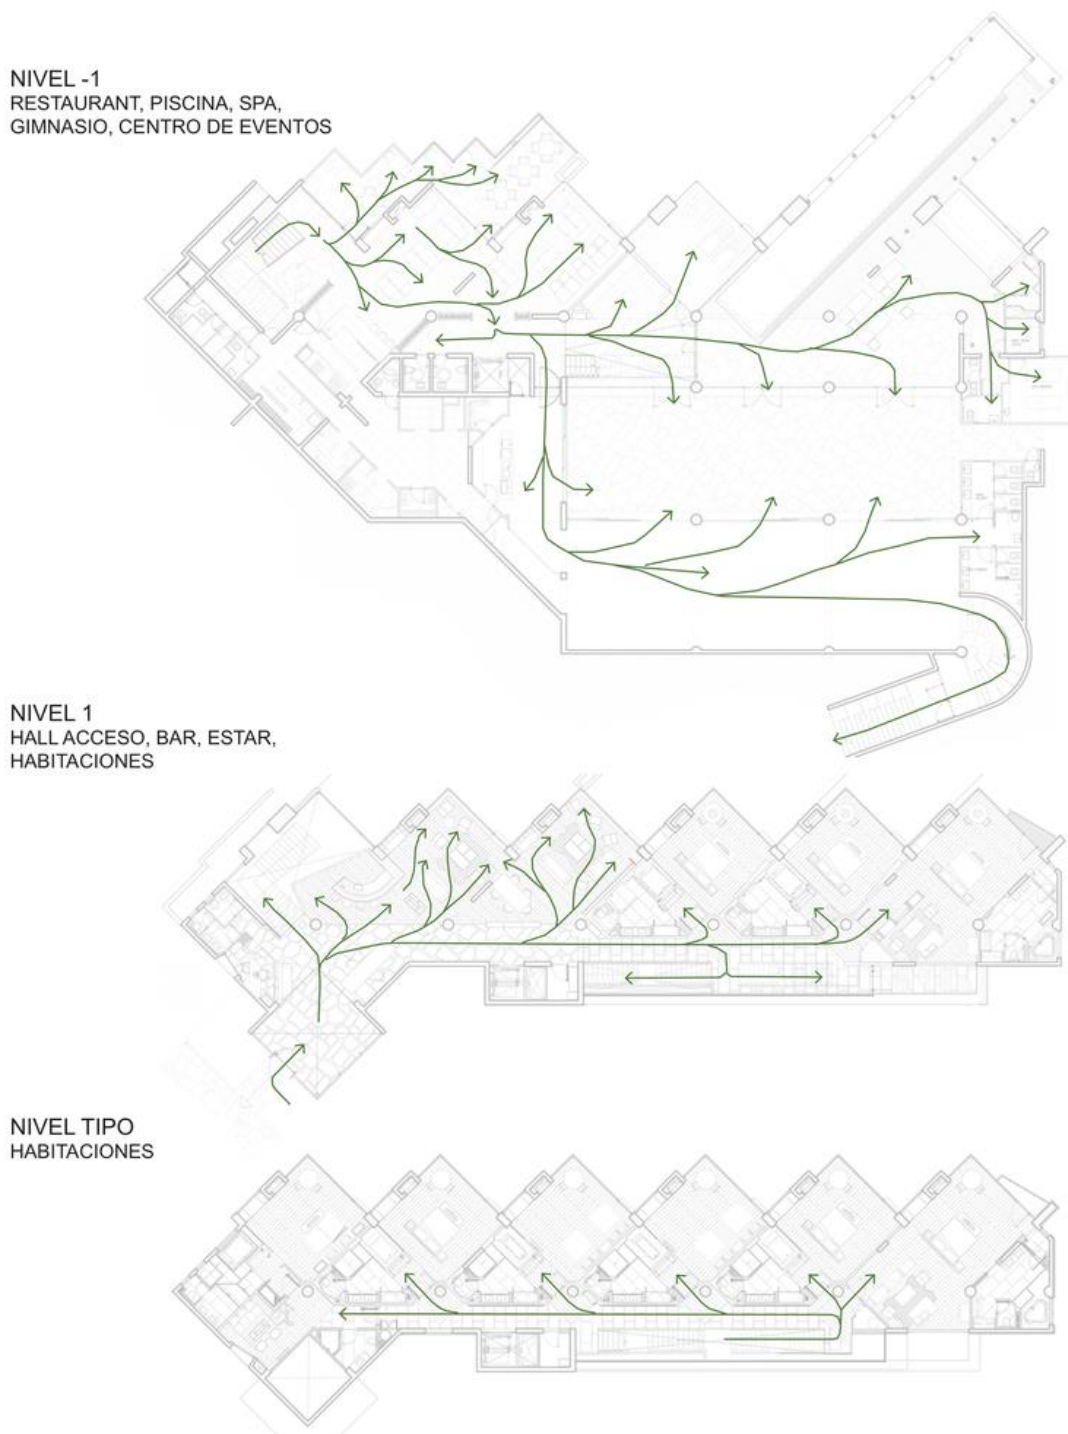 NIVEL -1
RESTAURANT, PISCINA, SPA,
GIMNASIO, CENTRO DE EVENTOS
NIVEL 1
HALL ACCESO, BAR, ESTAR,
HABITACIONES
NIVEL TIPO
HABITACIONES